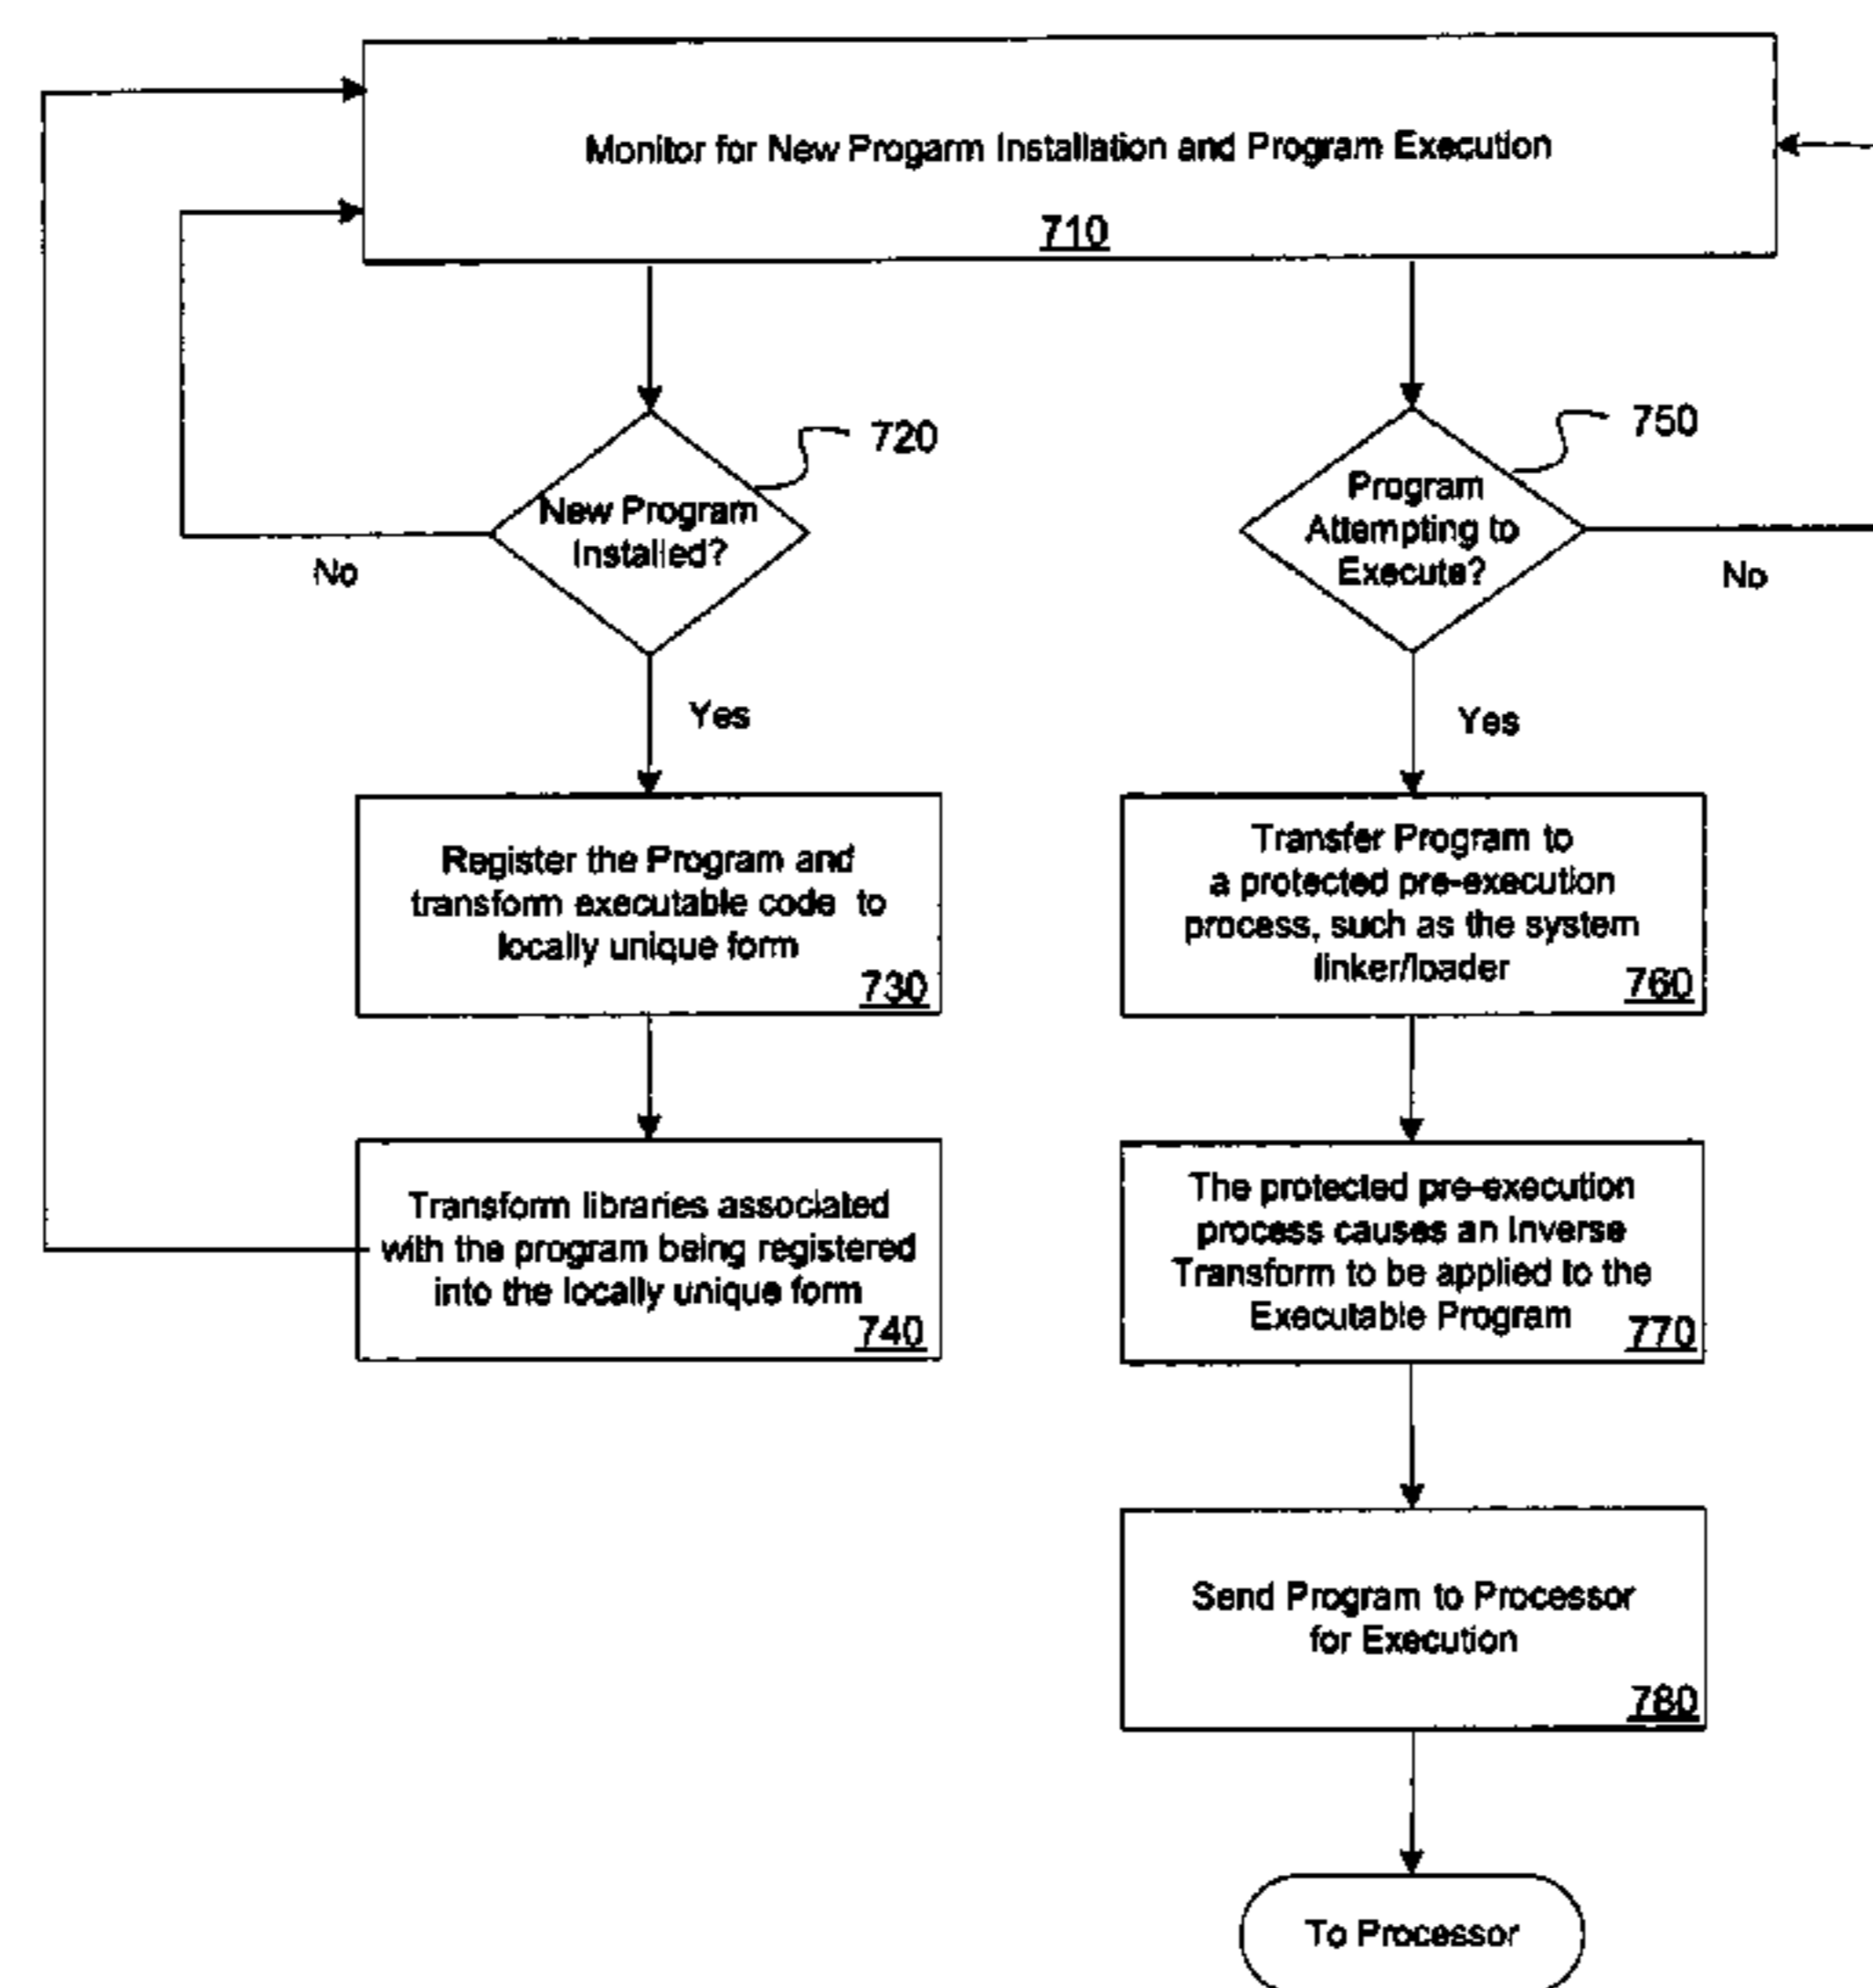 Monitor for New Progarm Installation and Program Execution
710
720
New Program
Installed?
No
Yes
Register the Program and
transform executable code to
locally unique form
730
Transform libraries associated
with the program being registered
into the locally unique form
740
750
Program
Attempting to
Execute?
No
Yes
Transfer Program to
a protected pre-execution
process, such as the system
linker/loader
760
The protected pre-execution
process causes an Inverse
Transform to be applied to the
Executable Program
770
Send Program to Processor
for Execution
780
To Processor